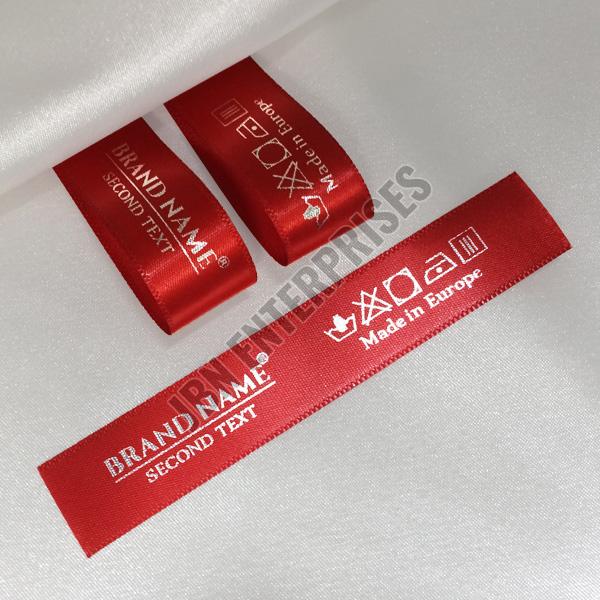 BRAND NAME®
SECOND TEXT
Made in Europe
BRAND NAME®
SECOND TEXT
Made in Europe
JBN ENTERPRISES